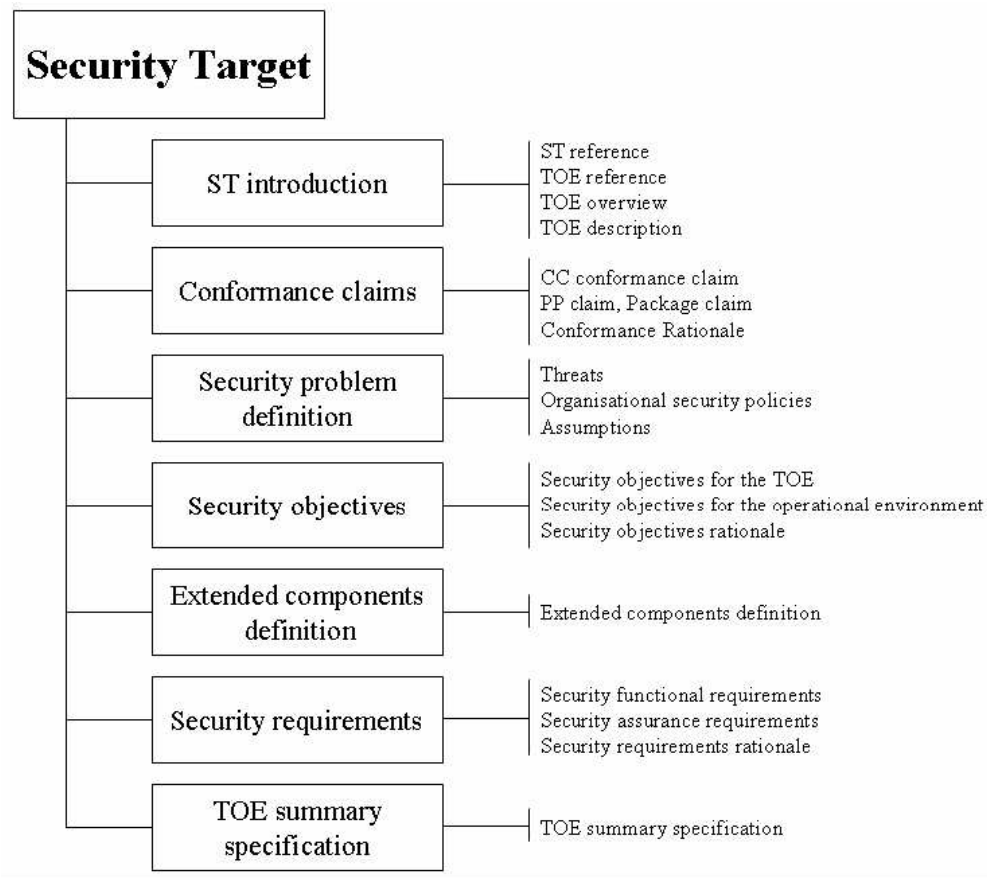 Security Target
ST introduction
ST reference
TOE reference
TOE overview
TOE description
Conformance claims
CC conformance claim
PP claim, Package claim
Conformance Rationale
Security problem
definition
Threats
Organisational security policies
Assumptions
Security objectives
Security objectives for the TOE
Security objectives for the operational environment
Security objectives rationale
Extended components
definition
Extended components definition
Security requirements
Security functional requirements
Security assurance requirements
Security requirements rationale
TOE summary
specification
TOE summary specification